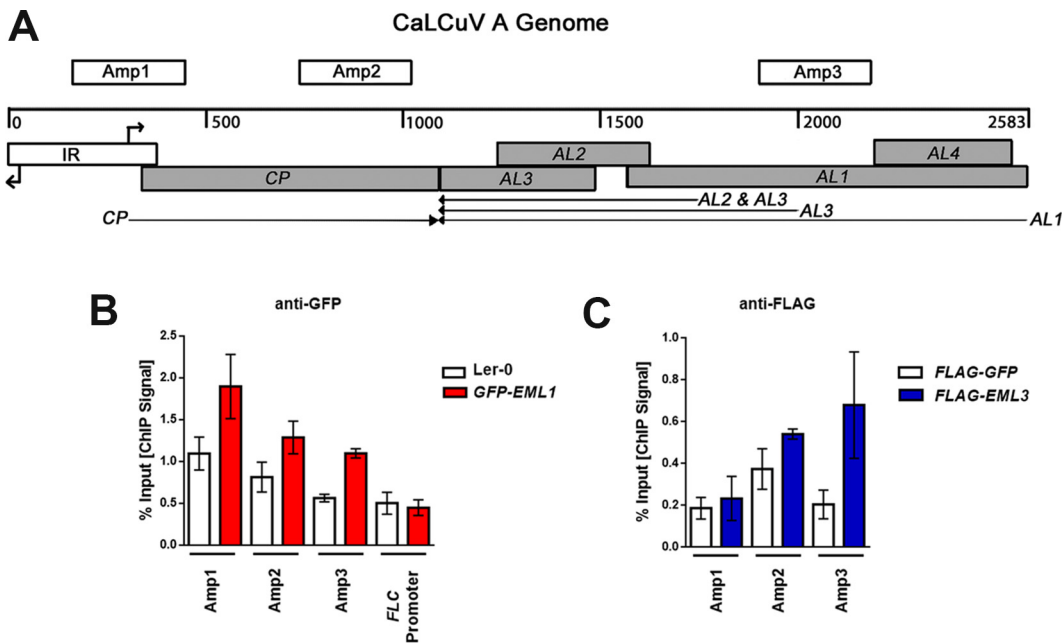 A
CaLCuV A Genome
Amp1
Amp2
Amp3
0
500
1000
1500
2000
2583
IR
AL2
AL4
CP
AL3
AL1
AL2 & AL3
AL3
CP
AL1
B
anti-GFP
% Input [ChIP Signal]
2.5
2.0
1.5
1.0
0.5
0.0
Ler-0
GFP-EML1
Amp1
Amp2
Amp3
FLC
Promoter
C
anti-FLAG
% Input [ChIP Signal]
1.0
0.8
0.6
0.4
0.2
0.0
FLAG-GFP
FLAG-EML3
Amp1
Amp2
Amp3